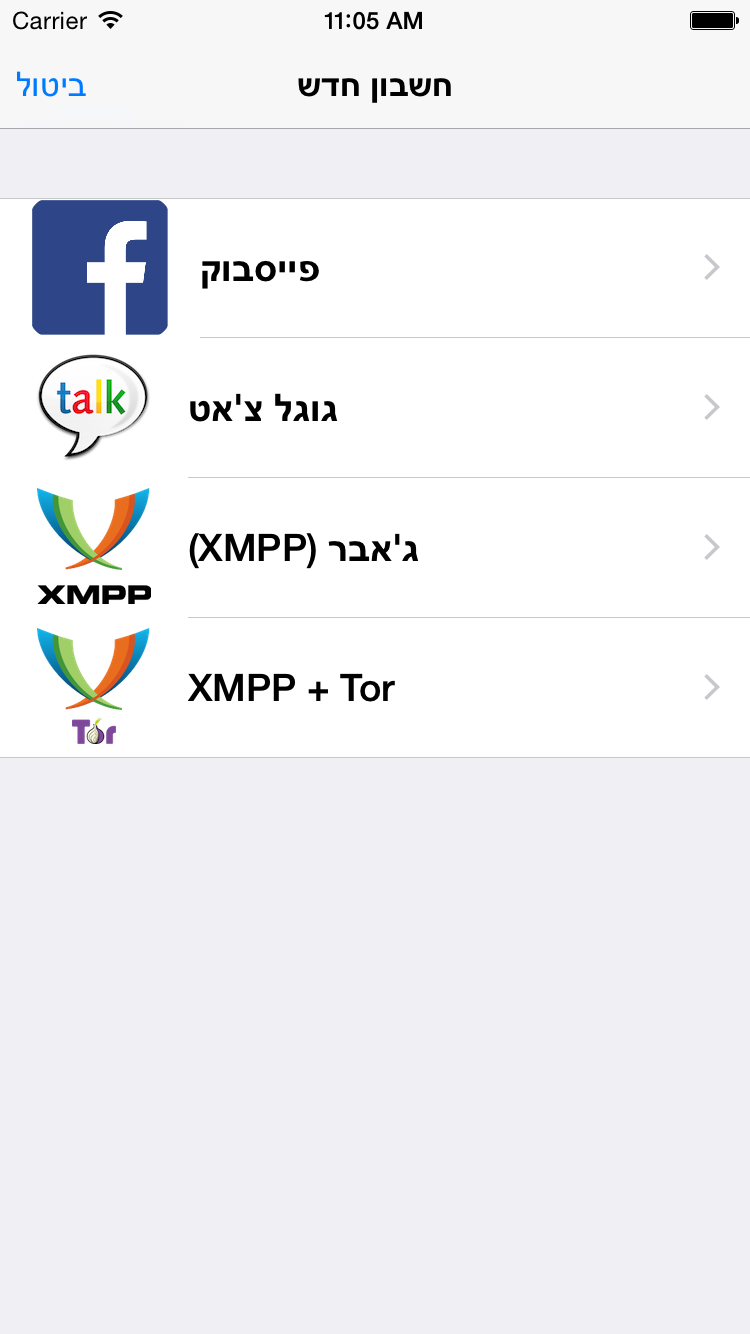 Carrier 11:05 AM
ביטול חשבון חדש
פייסבוק
talk
גוגל צ'אט
XMPP
ג'אבר (XMPP)
Tor
XMPP + Tor